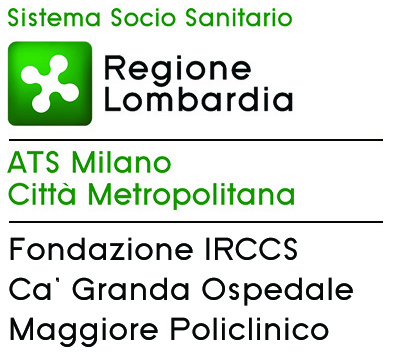 Sistema Socio Sanitario
Regione
Lombardia
ATS Milano
Città Metropolitana
Fondazione IRCCS
Ca' Granda Ospedale
Maggiore Policlinico